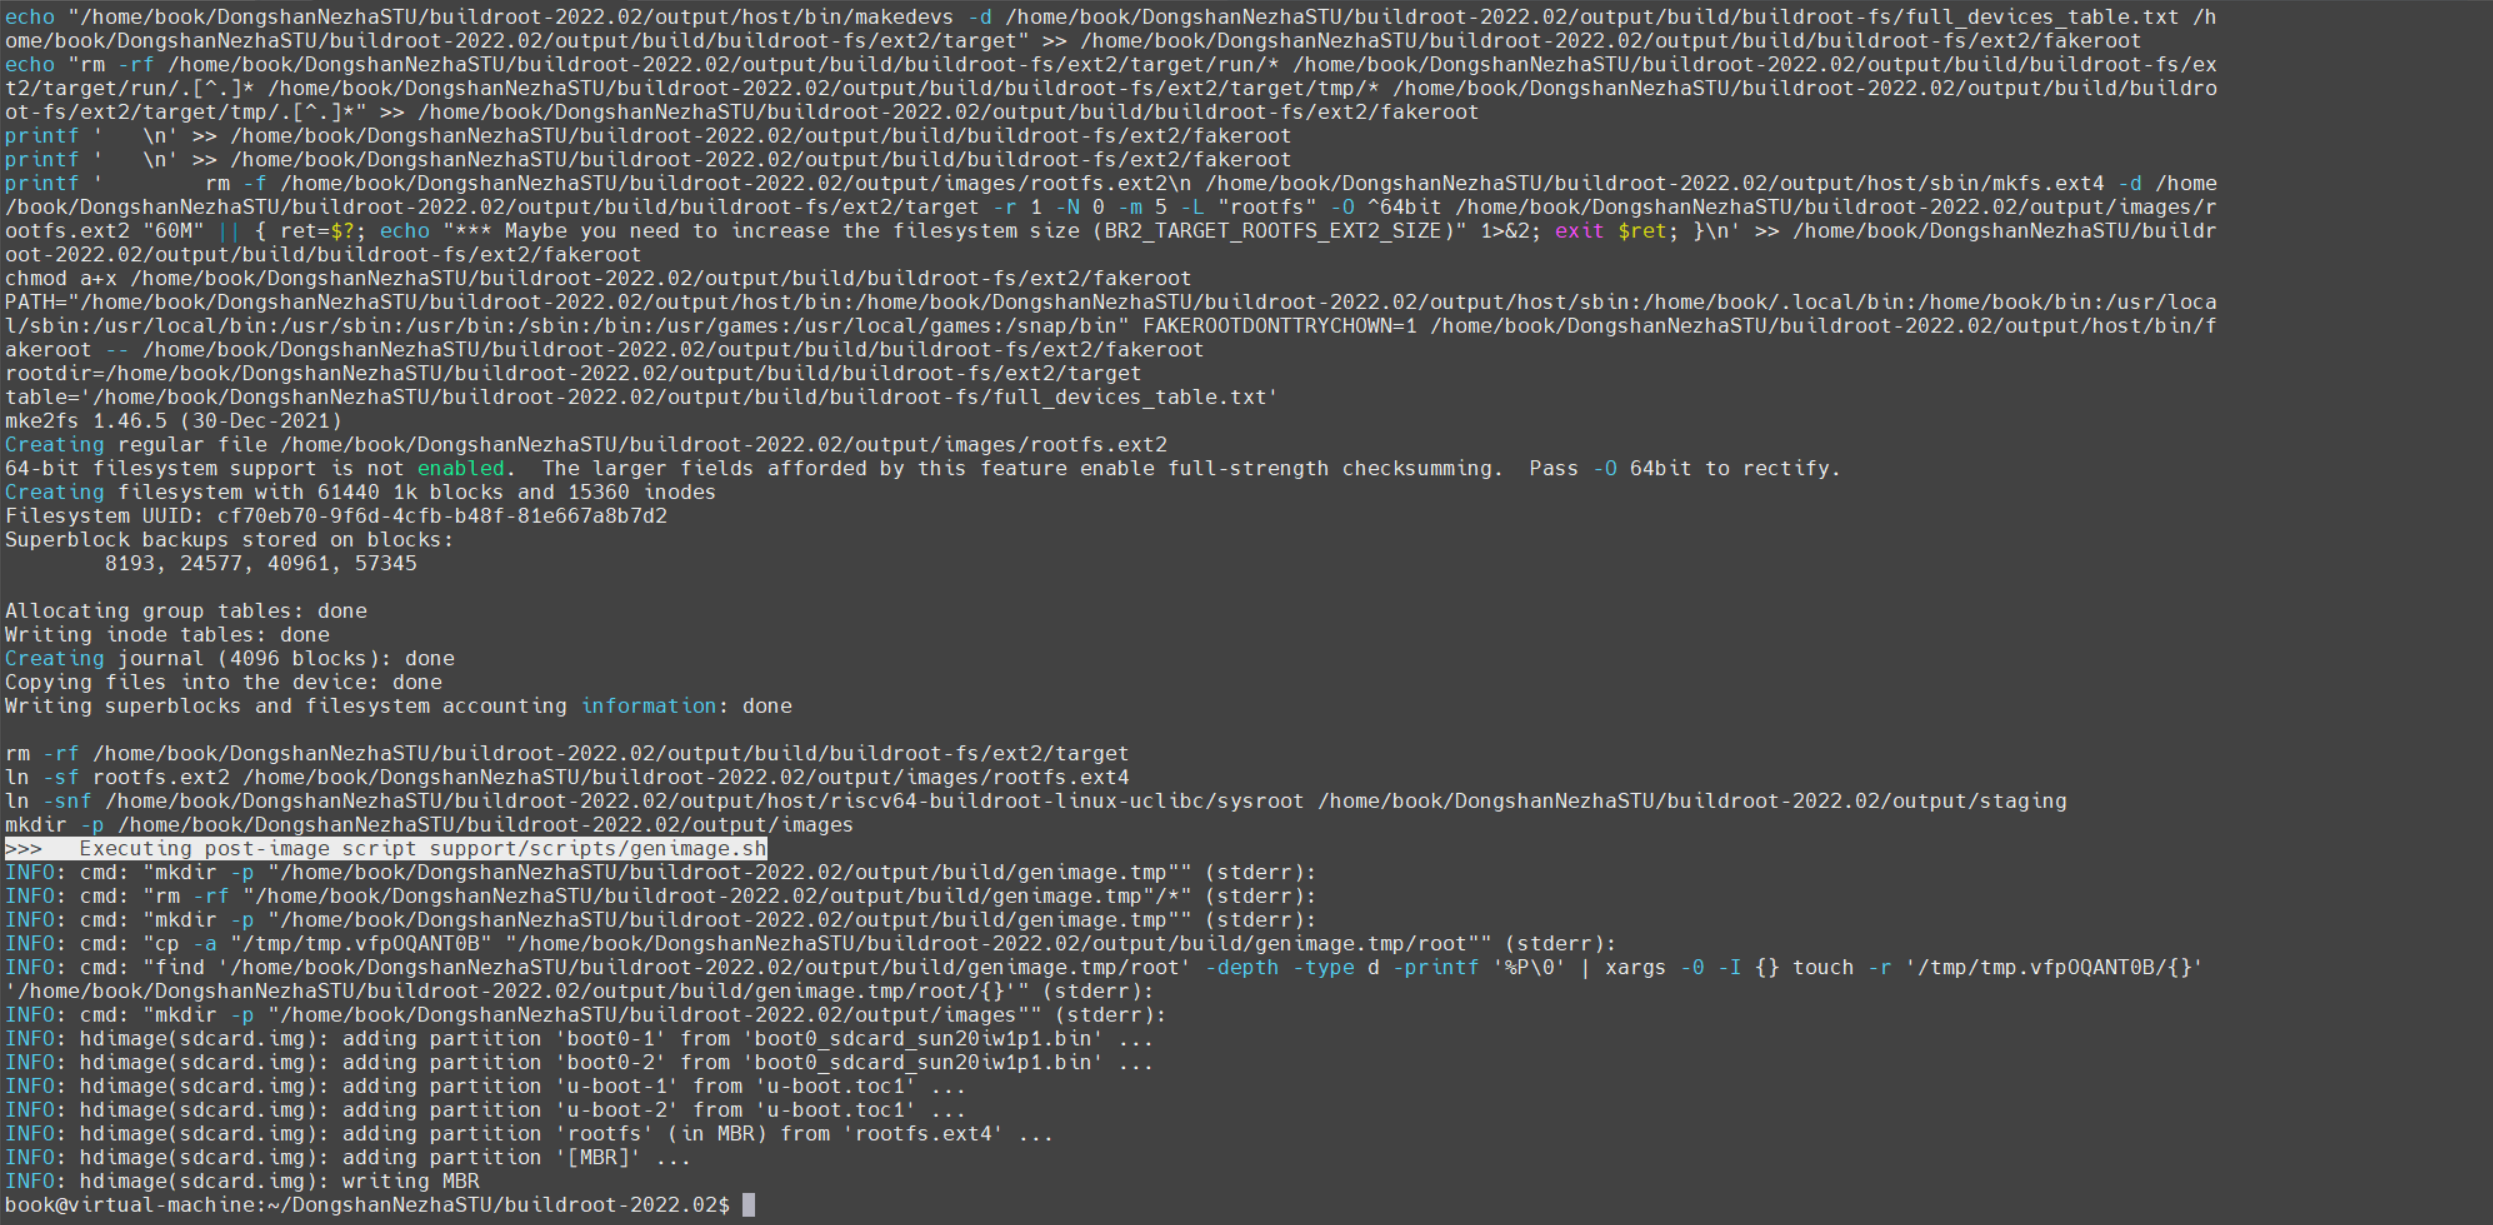 echo "/home/book/DongshanNezhaSTU/buildroot-2022.02/output/host/bin/makedevs -d /home/book/DongshanNezhaSTU/buildroot-2022.02/output/build/buildroot-fs/full_devices_table.txt /h
ome/book/DongshanNezhaSTU/buildroot-2022.02/output/build/buildroot-fs/ext2/target" >> /home/book/DongshanNezhaSTU/buildroot-2022.02/output/build/buildroot-fs/ext2/fakeroot
echo "rm -rf /home/book/DongshanNezhaSTU/buildroot-2022.02/output/build/buildroot-fs/ext2/target/run/* /home/book/DongshanNezhaSTU/buildroot-2022.02/output/build/buildroot-fs/ex
t2/target/run/.[^.]* /home/book/DongshanNezhaSTU/buildroot-2022.02/output/build/buildroot-fs/ext2/target/tmp/* /home/book/DongshanNezhaSTU/buildroot-2022.02/output/build/buildro
ot-fs/ext2/target/tmp/.[^.]*" >> /home/book/DongshanNezhaSTU/buildroot-2022.02/output/build/buildroot-fs/ext2/fakeroot
printf '   \n' >> /home/book/DongshanNezhaSTU/buildroot-2022.02/output/build/buildroot-fs/ext2/fakeroot
printf '   \n' >> /home/book/DongshanNezhaSTU/buildroot-2022.02/output/build/buildroot-fs/ext2/fakeroot
printf '        rm -f /home/book/DongshanNezhaSTU/buildroot-2022.02/output/images/rootfs.ext2\n /home/book/DongshanNezhaSTU/buildroot-2022.02/output/host/sbin/mkfs.ext4 -d /home
/book/DongshanNezhaSTU/buildroot-2022.02/output/build/buildroot-fs/ext2/target -r 1 -N 0 -m 5 -L "rootfs" -O ^64bit /home/book/DongshanNezhaSTU/buildroot-2022.02/output/images/r
ootfs.ext2 "60M" || { ret=$?; echo "*** Maybe you need to increase the filesystem size (BR2_TARGET_ROOTFS_EXT2_SIZE)" 1>&2; exit $ret; }\n' >> /home/book/DongshanNezhaSTU/buildr
oot-2022.02/output/build/buildroot-fs/ext2/fakeroot
chmod a+x /home/book/DongshanNezhaSTU/buildroot-2022.02/output/build/buildroot-fs/ext2/fakeroot
PATH="/home/book/DongshanNezhaSTU/buildroot-2022.02/output/host/bin:/home/book/DongshanNezhaSTU/buildroot-2022.02/output/host/sbin:/home/book/.local/bin:/home/book/bin:/usr/loca
l/sbin:/usr/local/bin:/usr/sbin:/usr/bin:/sbin:/bin:/usr/games:/usr/local/games:/snap/bin" FAKEROOTDONTTRYCHOWN=1 /home/book/DongshanNezhaSTU/buildroot-2022.02/output/host/bin/f
akeroot -- /home/book/DongshanNezhaSTU/buildroot-2022.02/output/build/buildroot-fs/ext2/fakeroot
rootdir=/home/book/DongshanNezhaSTU/buildroot-2022.02/output/build/buildroot-fs/ext2/target
table='/home/book/DongshanNezhaSTU/buildroot-2022.02/output/build/buildroot-fs/full_devices_table.txt'
mke2fs 1.46.5 (30-Dec-2021)
Creating regular file /home/book/DongshanNezhaSTU/buildroot-2022.02/output/images/rootfs.ext2
64-bit filesystem support is not enabled.  The larger fields afforded by this feature enable full-strength checksumming.  Pass -O 64bit to rectify.
Creating filesystem with 61440 1k blocks and 15360 inodes
Filesystem UUID: cf70eb70-9f6d-4cfb-b48f-81e667a8b7d2
Superblock backups stored on blocks:
        8193, 24577, 40961, 57345
Allocating group tables: done
Writing inode tables: done
Creating journal (4096 blocks): done
Copying files into the device: done
Writing superblocks and filesystem accounting information: done
rm -rf /home/book/DongshanNezhaSTU/buildroot-2022.02/output/build/buildroot-fs/ext2/target
ln -sf rootfs.ext2 /home/book/DongshanNezhaSTU/buildroot-2022.02/output/images/rootfs.ext4
ln -snf /home/book/DongshanNezhaSTU/buildroot-2022.02/output/host/riscv64-buildroot-linux-uclibc/sysroot /home/book/DongshanNezhaSTU/buildroot-2022.02/output/staging
mkdir -p /home/book/DongshanNezhaSTU/buildroot-2022.02/output/images
>>>   Executing post-image script support/scripts/genimage.sh
INFO: cmd: "mkdir -p "/home/book/DongshanNezhaSTU/buildroot-2022.02/output/build/genimage.tmp"" (stderr):
INFO: cmd: "rm -rf "/home/book/DongshanNezhaSTU/buildroot-2022.02/output/build/genimage.tmp"/*" (stderr):
INFO: cmd: "mkdir -p "/home/book/DongshanNezhaSTU/buildroot-2022.02/output/build/genimage.tmp"" (stderr):
INFO: cmd: "cp -a "/tmp/tmp.vfpOQANT0B" "/home/book/DongshanNezhaSTU/buildroot-2022.02/output/build/genimage.tmp/root"" (stderr):
INFO: cmd: "find '/home/book/DongshanNezhaSTU/buildroot-2022.02/output/build/genimage.tmp/root' -depth -type d -printf '%P\0' | xargs -0 -I {} touch -r '/tmp/tmp.vfpOQANT0B/{}'
'/home/book/DongshanNezhaSTU/buildroot-2022.02/output/build/genimage.tmp/root/{}'" (stderr):
INFO: cmd: "mkdir -p "/home/book/DongshanNezhaSTU/buildroot-2022.02/output/images"" (stderr):
INFO: hdimage(sdcard.img): adding partition 'boot0-1' from 'boot0_sdcard_sun20iw1p1.bin' ...
INFO: hdimage(sdcard.img): adding partition 'boot0-2' from 'boot0_sdcard_sun20iw1p1.bin' ...
INFO: hdimage(sdcard.img): adding partition 'u-boot-1' from 'u-boot.toc1' ...
INFO: hdimage(sdcard.img): adding partition 'u-boot-2' from 'u-boot.toc1' ...
INFO: hdimage(sdcard.img): adding partition 'rootfs' (in MBR) from 'rootfs.ext4' ...
INFO: hdimage(sdcard.img): adding partition '[MBR]' ...
INFO: hdimage(sdcard.img): writing MBR
book@virtual-machine:~/DongshanNezhaSTU/buildroot-2022.02$